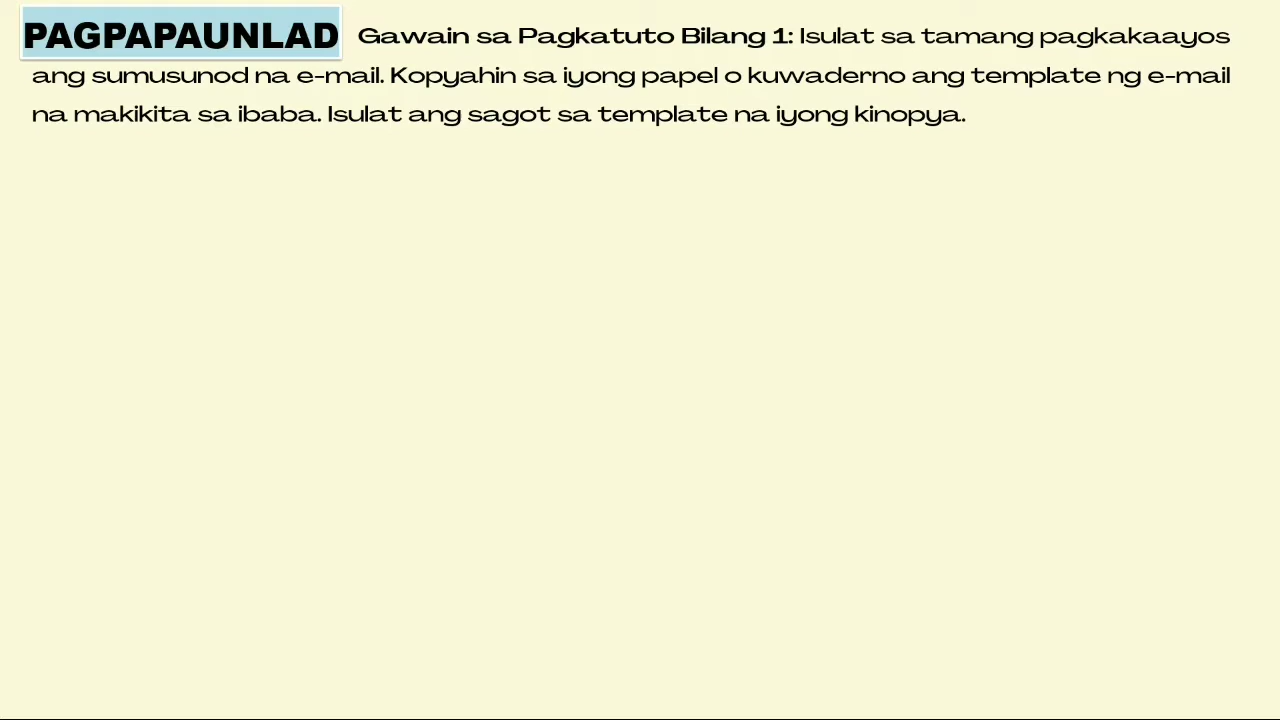 PAGPAPAUNLAD Gawain sa Pagkatuto Bilang 1: Isulat sa tamang pagkakaayos
ang sumusunod na e-mail. Kopyahin sa iyong papel o kuwaderno ang template ng e-mail
na makikita sa ibaba. Isulat ang sagot sa template na iyong kinopya.